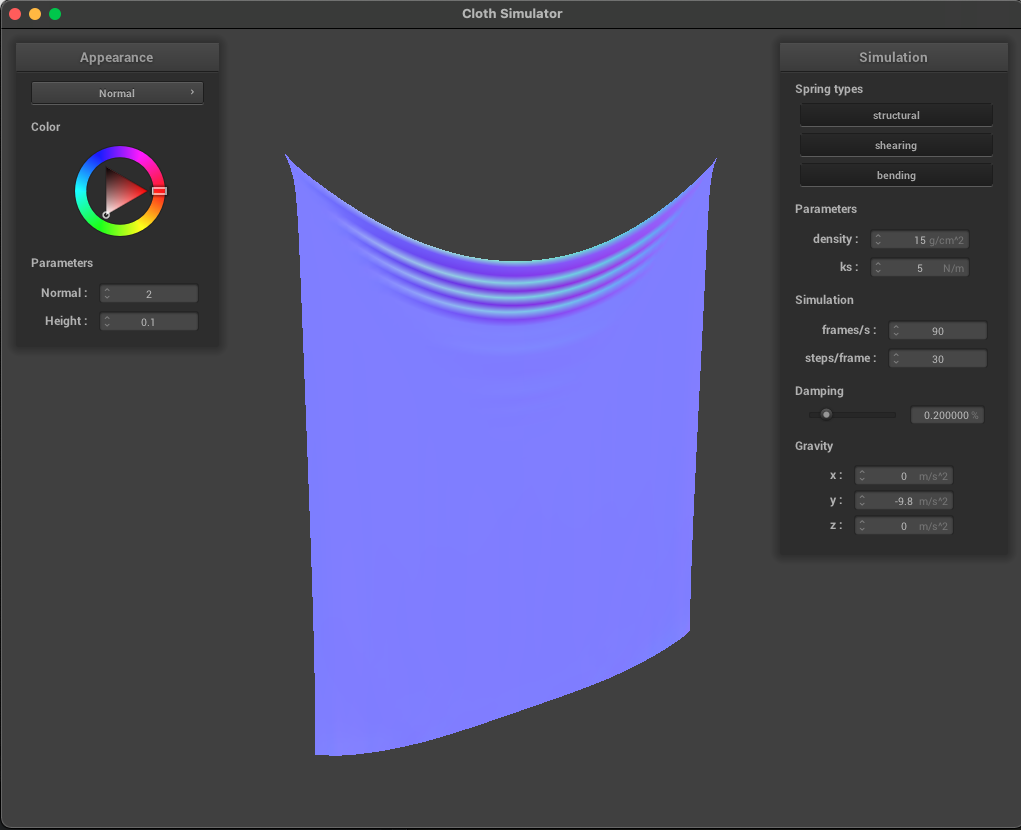 Cloth Simulator
Appearance
Normal
Color
Parameters
Normal : 2
Height : 0.1
Simulation
Spring types
structural
shearing
bending
Parameters
density : 15 g/cm^2
ks : 5 N/m
Simulation
frames/s : 90
steps/frame : 30
Damping
0.200000 %
Gravity
x : 0 m/s^2
y : -9.8 m/s^2
z : 0 m/s^2